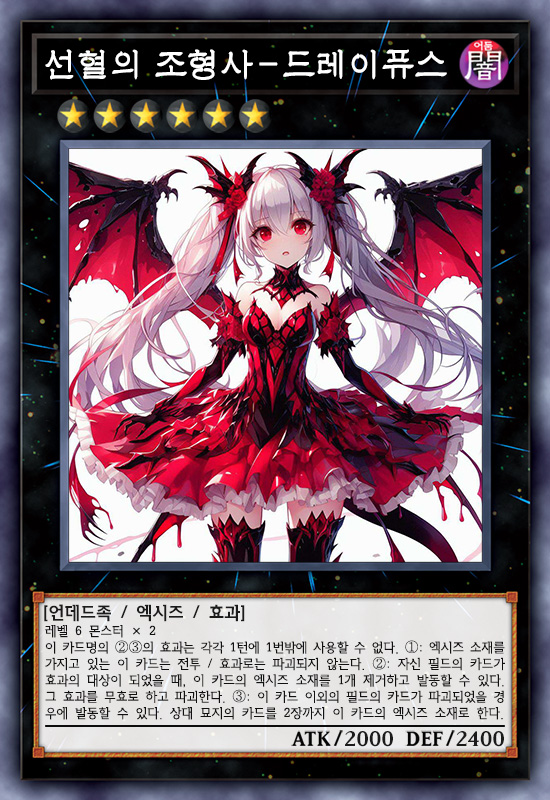 선혈의 조형사-드레이퓨스
어둠
闇
[언데드족 / 엑시즈 / 효과]
레벨 6 몬스터 × 2
이 카드명의 ②③의 효과는 각각 1턴에 1번밖에 사용할 수 없다. ①: 엑시즈 소재를
가지고 있는 이 카드는 전투 / 효과로는 파괴되지 않는다. ②: 자신 필드의 카드가
효과의 대상이 되었을 때, 이 카드의 엑시즈 소재를 1개 제거하고 발동할 수 있다.
그 효과를 무효로 하고 파괴한다. ③: 이 카드 이외의 필드의 카드가 파괴되었을 경
우에 발동할 수 있다. 상대 묘지의 카드를 2장까지 이 카드의 엑시즈 소재로 한다.
ATK/2000 DEF/2400